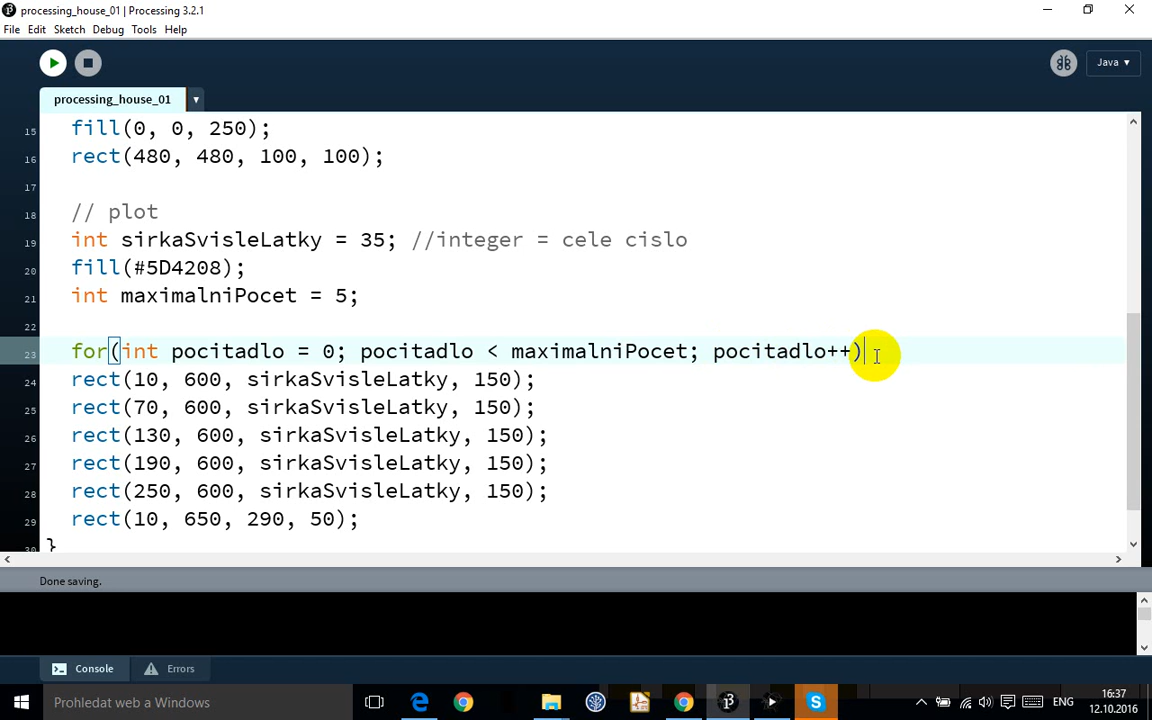 processing_house_01 | Processing 3.2.1
File Edit Sketch Debug Tools Help
Java ▾
processing_house_01 ▾
15 fill(0, 0, 250);
16 rect(480, 480, 100, 100);
17
18 // plot
19 int sirkaSvisleLatky = 35; //integer = cele cislo
20 fill(#5D4208);
21 int maximalniPocet = 5;
22
23 for(int pocitadlo = 0; pocitadlo < maximalniPocet; pocitadlo++)
24 rect(10, 600, sirkaSvisleLatky, 150);
25 rect(70, 600, sirkaSvisleLatky, 150);
26 rect(130, 600, sirkaSvisleLatky, 150);
27 rect(190, 600, sirkaSvisleLatky, 150);
28 rect(250, 600, sirkaSvisleLatky, 150);
29 rect(10, 650, 290, 50);
30 }
Done saving.
Console Errors
Prohledat web a Windows
ENG
16:37
12.10.2016